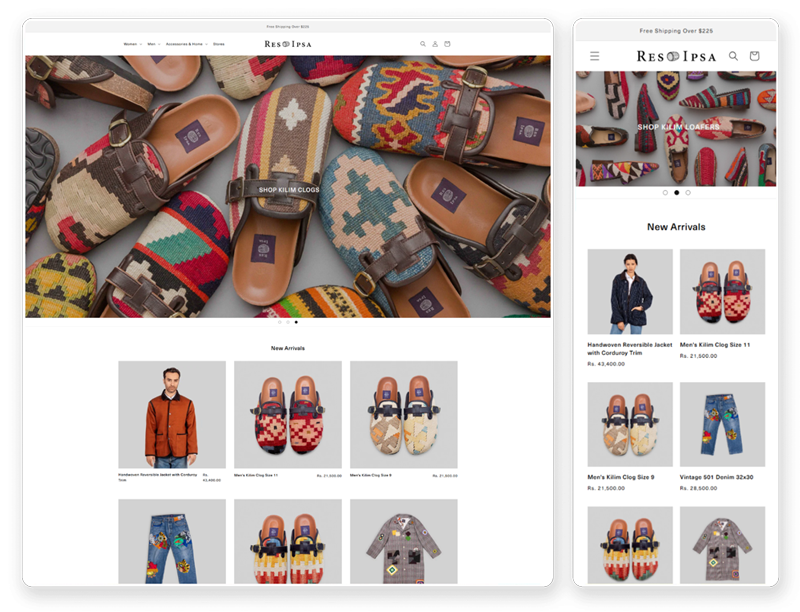 Free Shipping Over $225
Women Men Accessories & Home Stores
RES IPSA
SHOP KILIM CLOGS
New Arrivals
Handwoven Reversible Jacket with Corduroy Trim
Rs. 43,400.00
Men's Kilim Clog Size 11
Rs. 21,500.00
Men's Kilim Clog Size 9
Rs. 21,500.00
Free Shipping Over $225
RES IPSA
SHOP KILIM LOAFERS
New Arrivals
Handwoven Reversible Jacket
with Corduroy Trim
Rs. 43,400.00
Men's Kilim Clog Size 11
Rs. 21,500.00
Men's Kilim Clog Size 9
Rs. 21,500.00
Vintage 501 Denim 32x30
Rs. 28,500.00